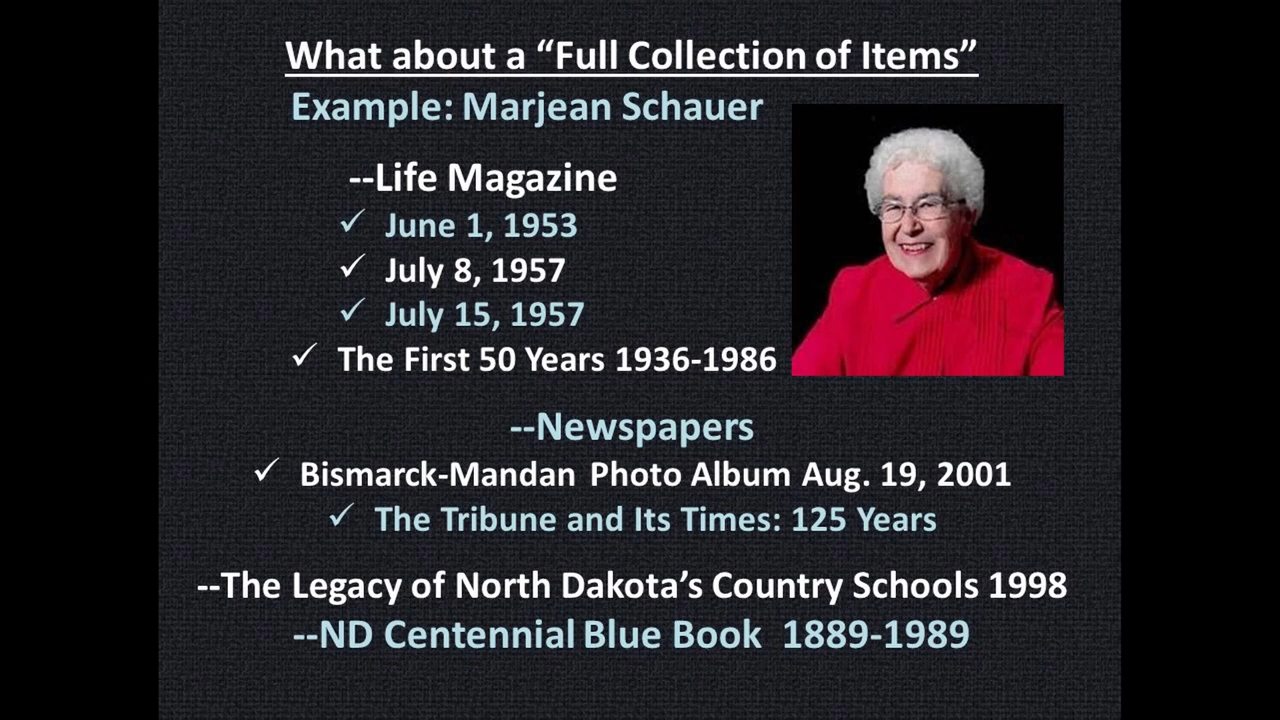 What about a “Full Collection of Items”
Example: Marjean Schauer
--Life Magazine
✓ June 1, 1953
✓ July 8, 1957
✓ July 15, 1957
✓ The First 50 Years 1936-1986
--Newspapers
✓ Bismarck-Mandan Photo Album Aug. 19, 2001
✓ The Tribune and Its Times: 125 Years
--The Legacy of North Dakota’s Country Schools 1998
--ND Centennial Blue Book 1889-1989